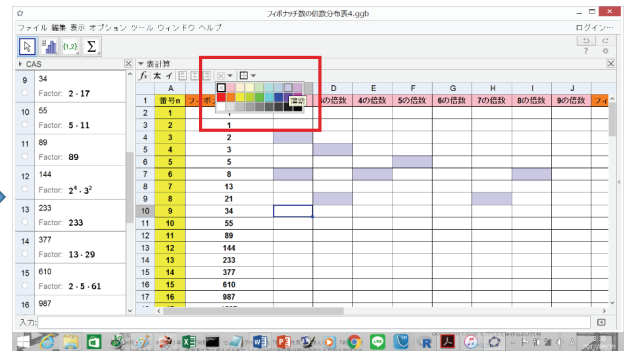 フィボナッチ数の倍数分布表4.ggb
ファイル 編集 表示 オプション ツール ウィンドウ ヘルプ
ログイン…
{1,2} Σ
CAS
9 34
Factor: 2 · 17
10 55
Factor: 5 · 11
11 89
Factor: 89
12 144
Factor: 2⁴ · 3²
13 233
Factor: 233
14 377
Factor: 13 · 29
15 610
Factor: 2 · 5 · 61
16 987
表計算
fx 太 イ
A D E F G H I J
1 番号n の倍数 4の倍数 5の倍数 6の倍数 7の倍数 8の倍数 9の倍数 フィ
2 1 1
3 2 1
4 3 2
5 4 3
6 5 5
7 6 8
8 7 13
9 8 21
10 9 34
11 10 55
12 11 89
13 12 144
14 13 233
15 14 377
16 15 610
17 16 987
入力: